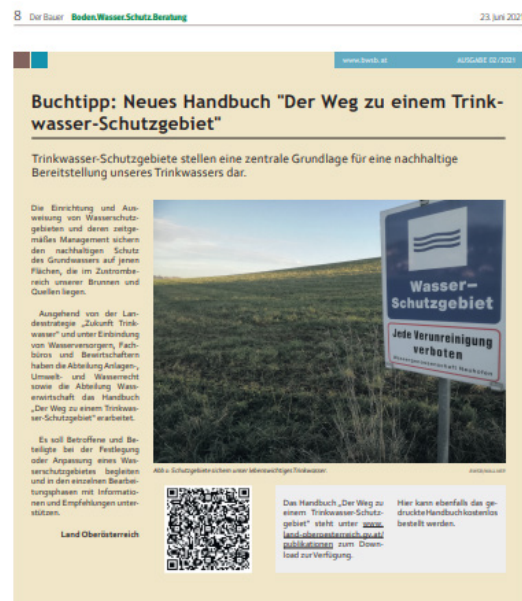 8 Der Bauer Boden.Wasser.Schutz.Beratung
23. Juni 2021
www.bwsb.at
AUSGABE 02/2021
Buchtipp: Neues Handbuch "Der Weg zu einem Trink-
wasser-Schutzgebiet"
Trinkwasser-Schutzgebiete stellen eine zentrale Grundlage für eine nachhaltige
Bereitstellung unseres Trinkwassers dar.
Die Einrichtung und Aus-
weisung von Wasserschutz-
gebieten und deren zeitge-
mäßes Management sichern
den nachhaltigen Schutz
des Grundwassers auf jenen
Flächen, die im Zustrombe-
reich unserer Brunnen und
Quellen liegen.
Ausgehend von der Lan-
desstrategie „Zukunft Trink-
wasser" und unter Einbindung
von Wasserversorgern, Fach-
büros und Bewirtschaftern
haben die Abteilung Anlagen-,
Umwelt- und Wasserrecht
sowie die Abteilung Wass-
erwirtschaft das Handbuch
„Der Weg zu einem Trinkwas-
ser-Schutzgebiet" erarbeitet.
Es soll Betroffene und Be-
teiligte bei der Festlegung
oder Anpassung eines Was-
serschutzgebietes begleiten
und in den einzelnen Bearbei-
tungsphasen mit Informatio-
nen und Empfehlungen unter-
stützen.
Land Oberösterreich
Wasser-
Schutzgebiet
Jede Verunreinigung
verboten
Wassergenossenschaft Neuhofen
Schutzgebiete sichern unser lebenswichtiges Trinkwasser.
Das Handbuch „Der Weg zu
einem Trinkwasser-Schutz-
gebiet" steht unter www.
land-oberoesterreich.gv.at/
publikationen zum Down-
load zur Verfügung.
Hier kann ebenfalls das ge-
druckte Handbuch kostenlos
bestellt werden.